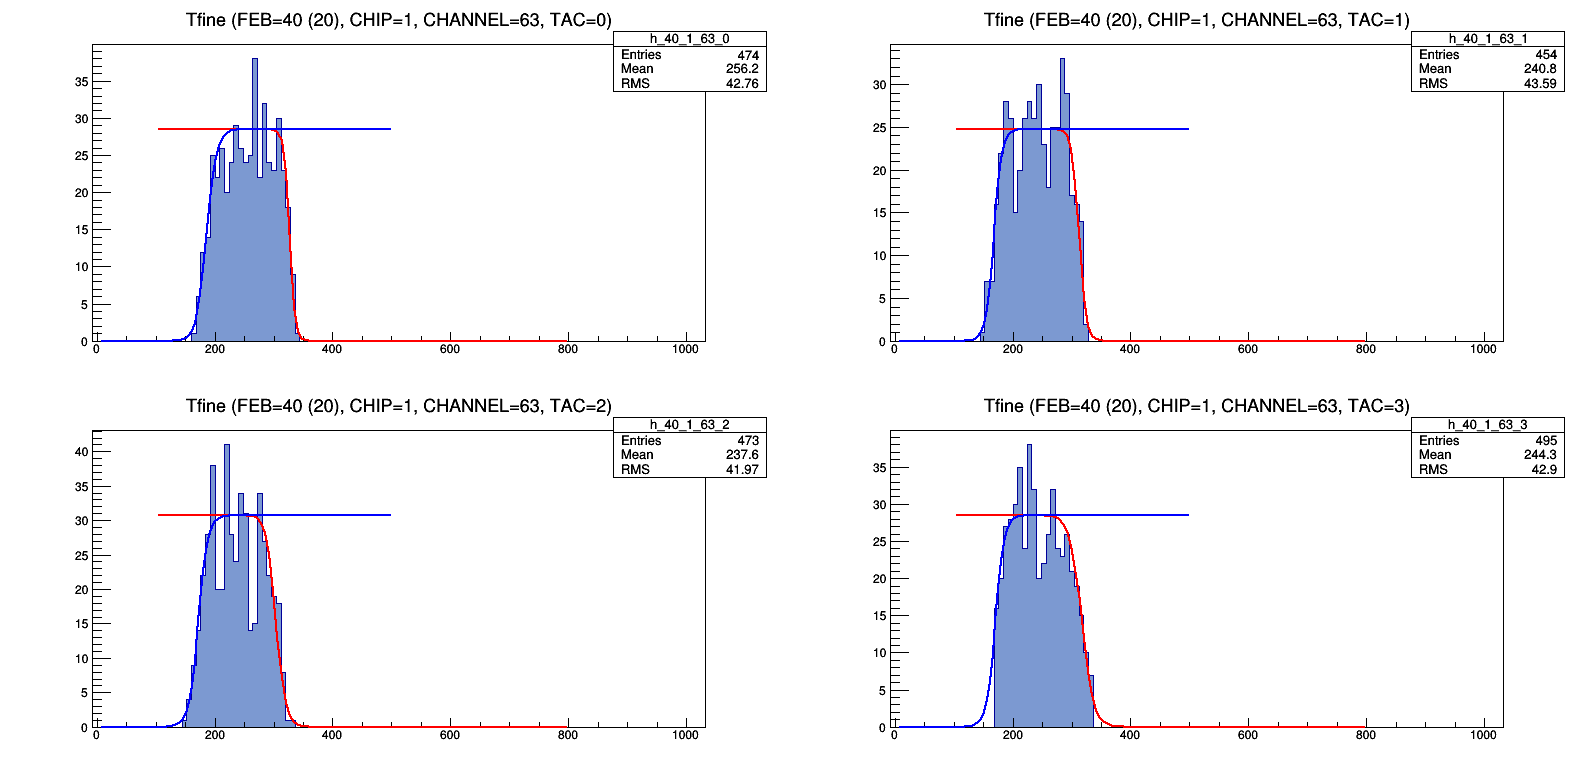 Tfine (FEB=40 (20), CHIP=1, CHANNEL=63, TAC=0)
h_40_1_63_0
Entries 474
Mean 256.2
RMS 42.76
35
30
25
20
15
10
5
0
0 200 400 600 800 1000
Tfine (FEB=40 (20), CHIP=1, CHANNEL=63, TAC=1)
h_40_1_63_1
Entries 454
Mean 240.8
RMS 43.59
30
25
20
15
10
5
0
0 200 400 600 800 1000
Tfine (FEB=40 (20), CHIP=1, CHANNEL=63, TAC=2)
h_40_1_63_2
Entries 473
Mean 237.6
RMS 41.97
40
35
30
25
20
15
10
5
0
0 200 400 600 800 1000
Tfine (FEB=40 (20), CHIP=1, CHANNEL=63, TAC=3)
h_40_1_63_3
Entries 495
Mean 244.3
RMS 42.9
35
30
25
20
15
10
5
0
0 200 400 600 800 1000